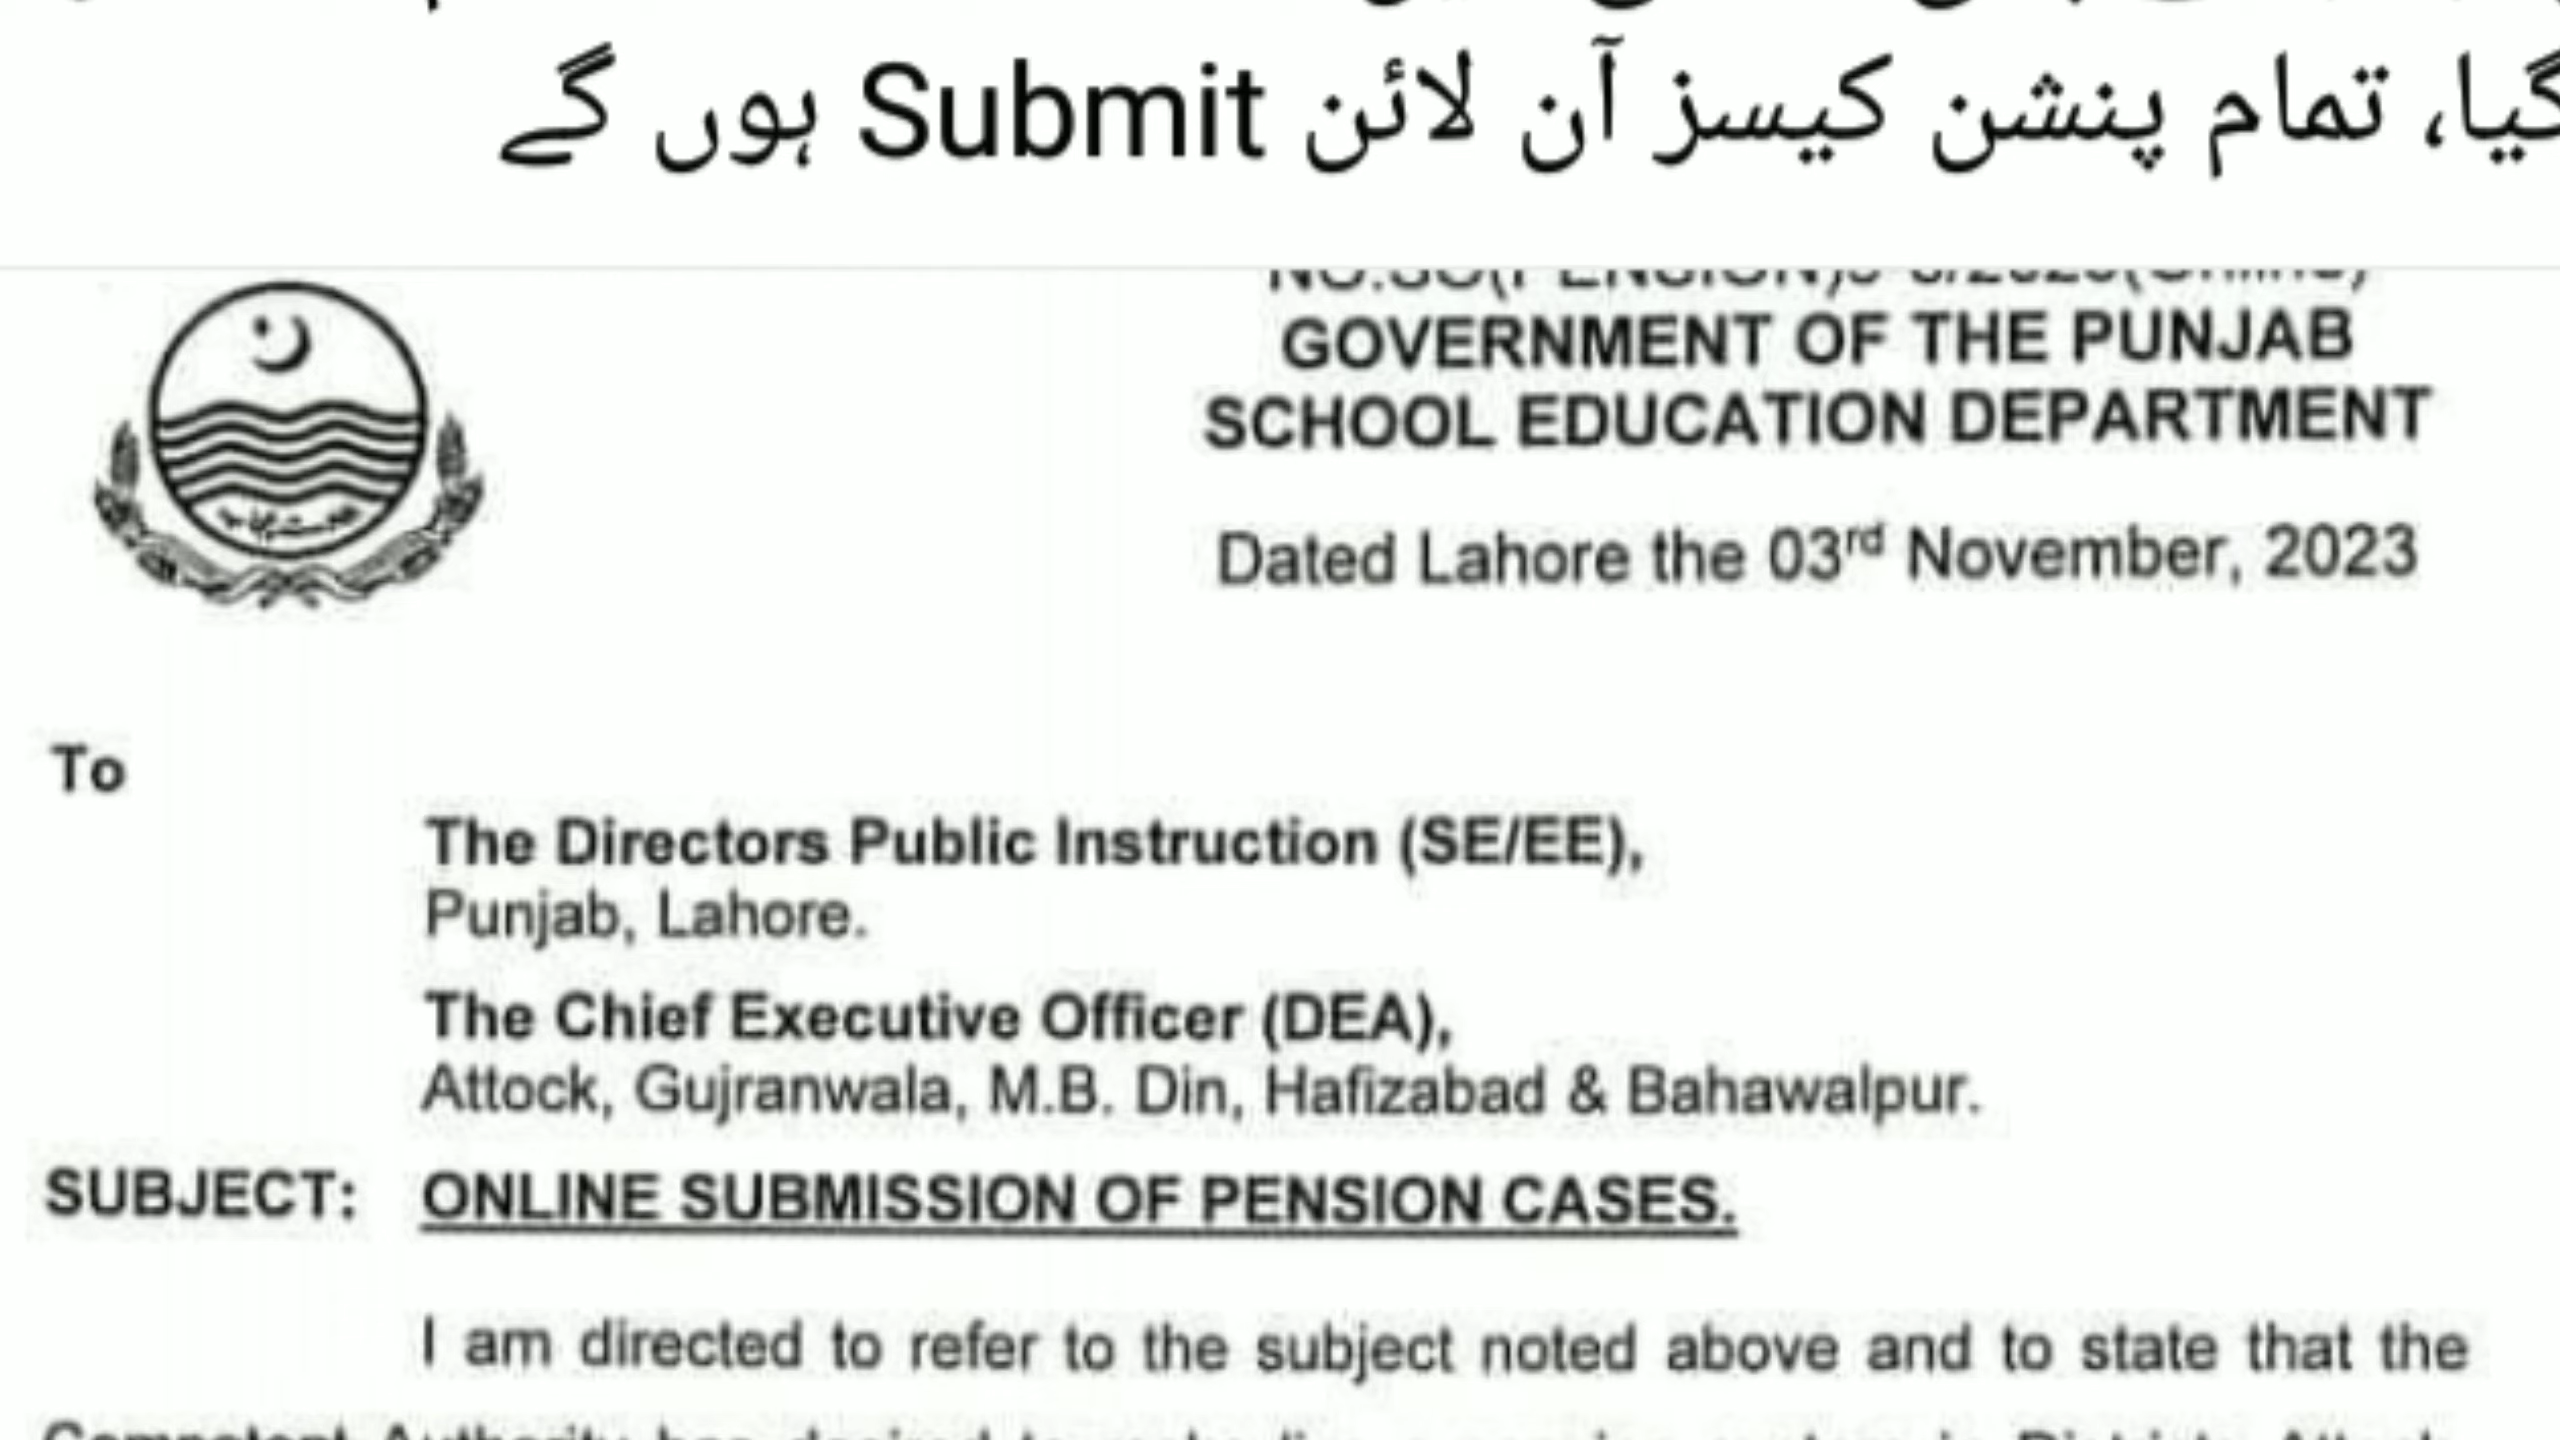 گیا، تمام پنشن کیسز آن لائن Submit ہوں گے
GOVERNMENT OF THE PUNJAB
SCHOOL EDUCATION DEPARTMENT
Dated Lahore the 03rd November, 2023
To
The Directors Public Instruction (SE/EE),
Punjab, Lahore.
The Chief Executive Officer (DEA),
Attock, Gujranwala, M.B. Din, Hafizabad & Bahawalpur.
SUBJECT: ONLINE SUBMISSION OF PENSION CASES.
I am directed to refer to the subject noted above and to state that the